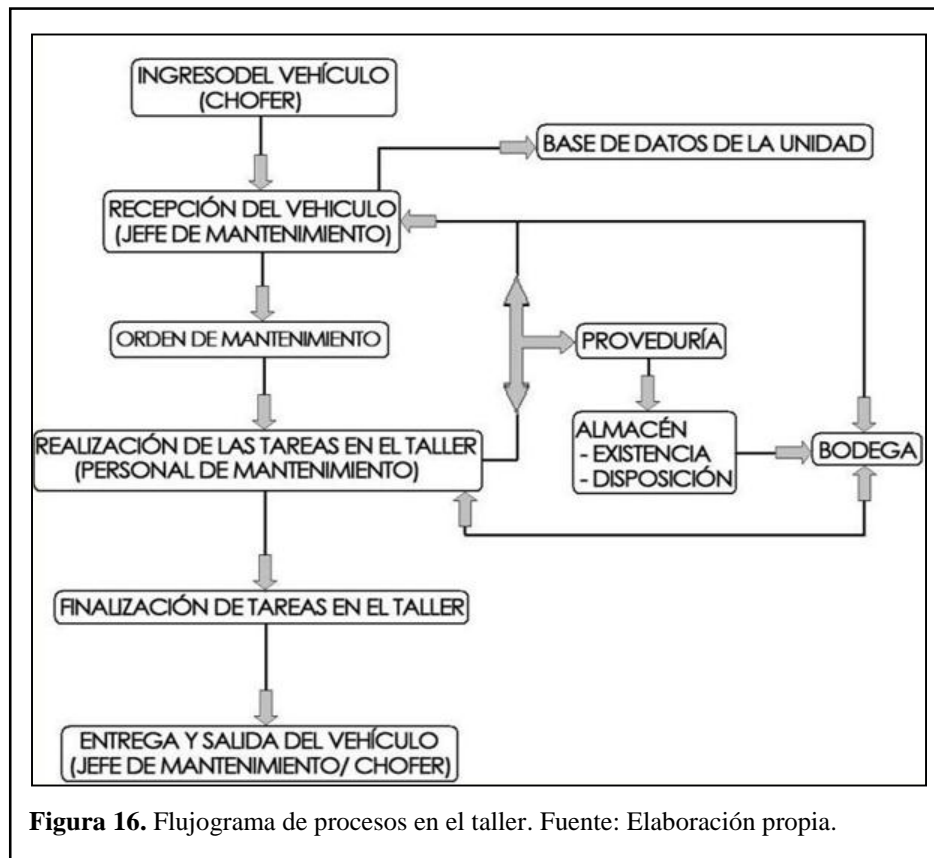 INGRESODEL VEHÍCULO
(CHOFER)
BASE DE DATOS DE LA UNIDAD
RECEPCIÓN DEL VEHICULO
(JEFE DE MANTENIMIENTO)
ORDEN DE MANTENIMIENTO
PROVEDURÍA
REALIZACIÓN DE LAS TAREAS EN EL TALLER
(PERSONAL DE MANTENIMIENTO)
ALMACÉN
- EXISTENCIA
- DISPOSICIÓN
BODEGA
FINALIZACIÓN DE TAREAS EN EL TALLER
ENTREGA Y SALIDA DEL VEHÍCULO
(JEFE DE MANTENIMIENTO/ CHOFER)
Figura 16. Flujograma de procesos en el taller. Fuente: Elaboración propia.